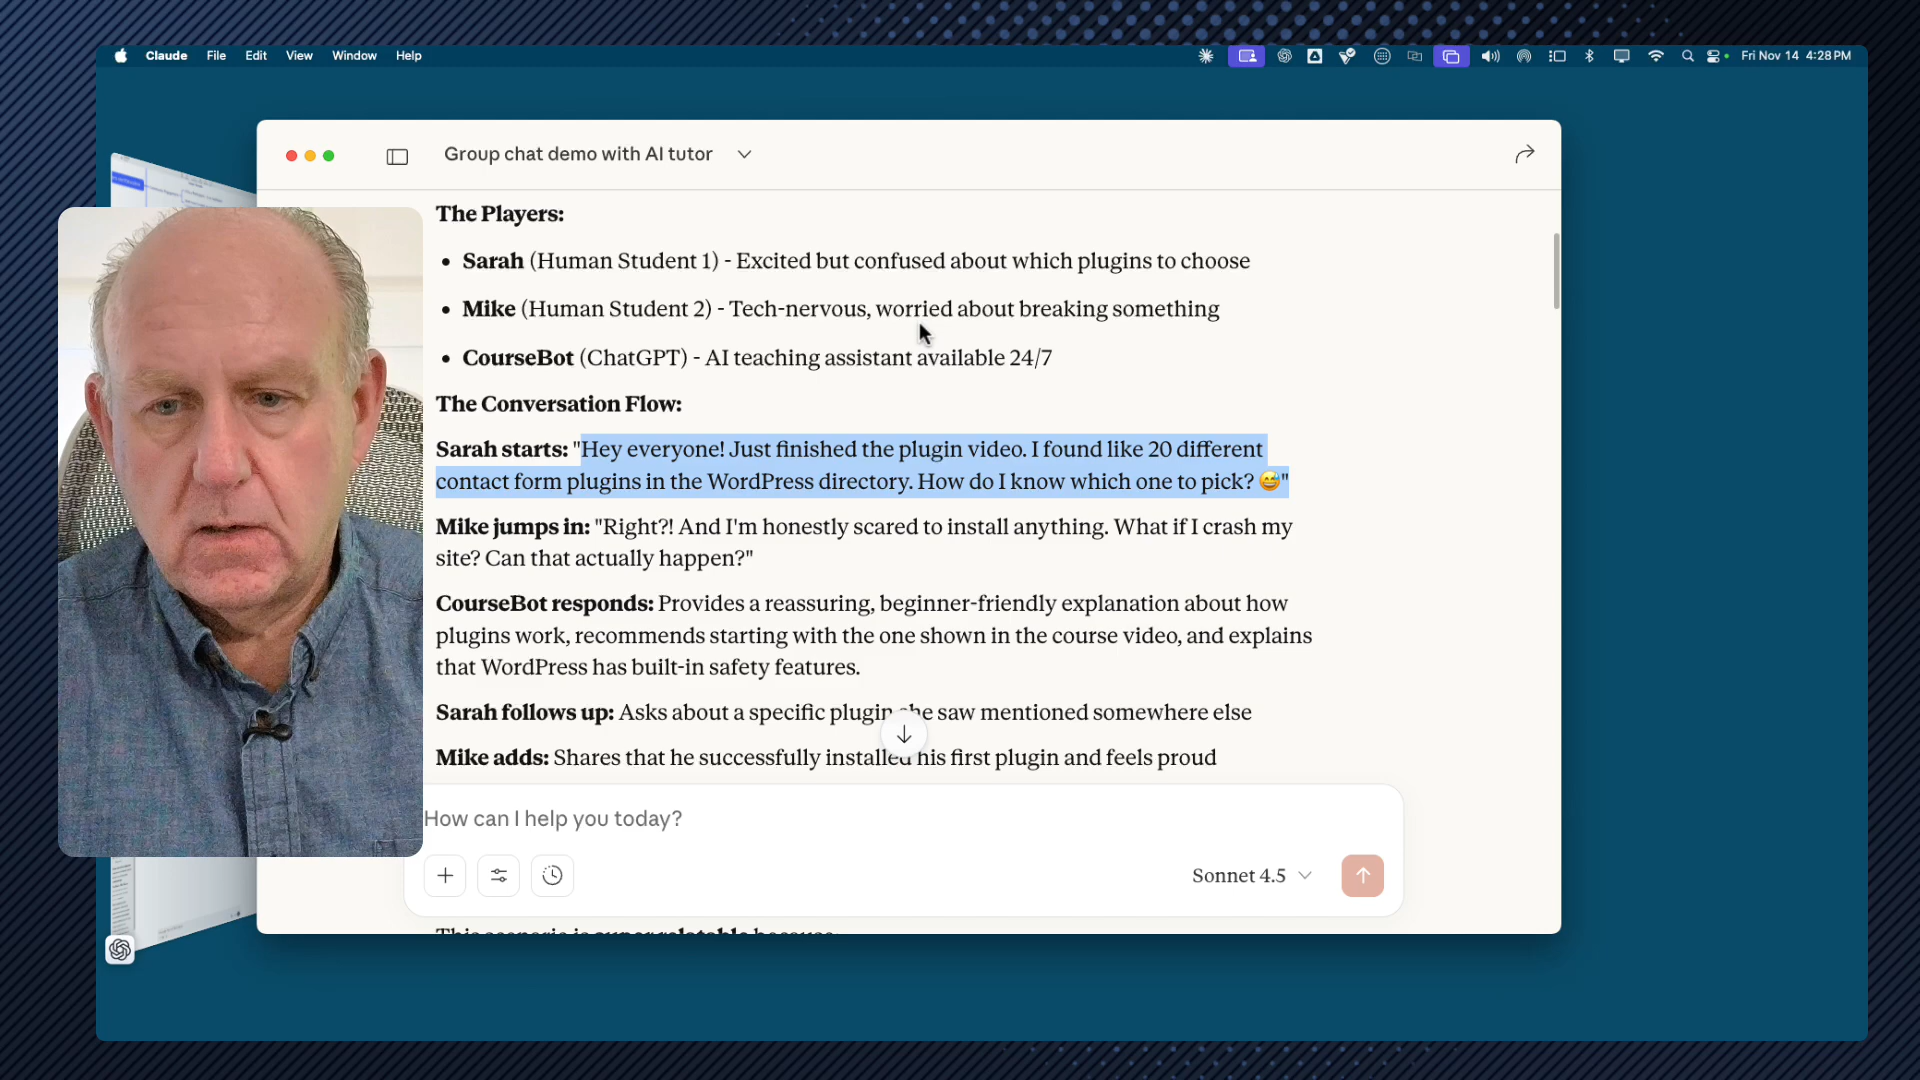 Claude File Edit View Window Help Fri Nov 14 4:28 PM
Group chat demo with AI tutor
The Players:
• Sarah (Human Student 1) - Excited but confused about which plugins to choose
• Mike (Human Student 2) - Tech-nervous, worried about breaking something
• CourseBot (ChatGPT) - AI teaching assistant available 24/7
The Conversation Flow:
Sarah starts: "Hey everyone! Just finished the plugin video. I found like 20 different
contact form plugins in the WordPress directory. How do I know which one to pick? 😅"
Mike jumps in: "Right?! And I'm honestly scared to install anything. What if I crash my
site? Can that actually happen?"
CourseBot responds: Provides a reassuring, beginner-friendly explanation about how
plugins work, recommends starting with the one shown in the course video, and explains
that WordPress has built-in safety features.
Sarah follows up: Asks about a specific plugin she saw mentioned somewhere else
Mike adds: Shares that he successfully installed his first plugin and feels proud
How can I help you today?
Sonnet 4.5
This scenario is super relatable because